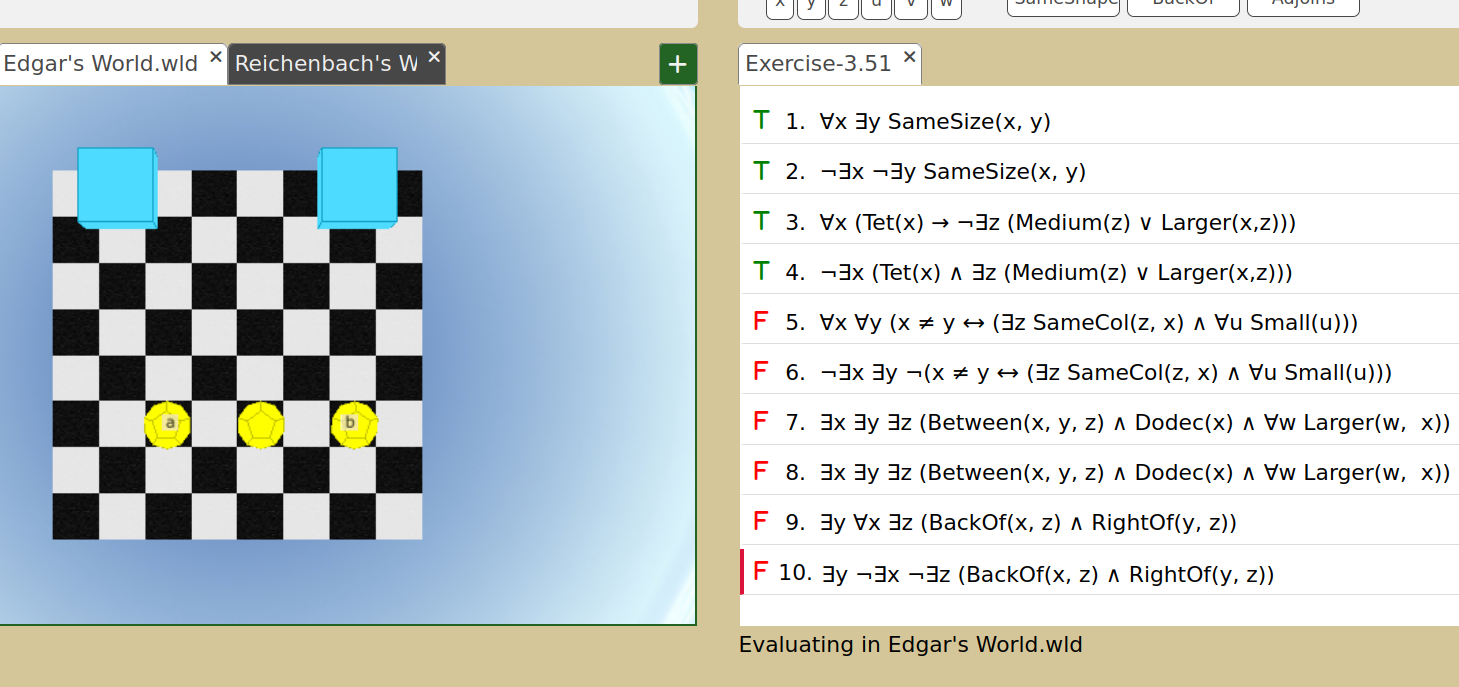 x y z u v w SameShape BackOf Adjoins
Edgar's World.wld × Reichenbach's W × +
Exercise-3.51 ×
T 1. ∀x ∃y SameSize(x, y)
T 2. ¬∃x ¬∃y SameSize(x, y)
T 3. ∀x (Tet(x) → ¬∃z (Medium(z) ∨ Larger(x,z)))
T 4. ¬∃x (Tet(x) ∧ ∃z (Medium(z) ∨ Larger(x,z)))
F 5. ∀x ∀y (x ≠ y ↔ (∃z SameCol(z, x) ∧ ∀u Small(u)))
F 6. ¬∃x ∃y ¬(x ≠ y ↔ (∃z SameCol(z, x) ∧ ∀u Small(u)))
F 7. ∃x ∃y ∃z (Between(x, y, z) ∧ Dodec(x) ∧ ∀w Larger(w, x))
F 8. ∃x ∃y ∃z (Between(x, y, z) ∧ Dodec(x) ∧ ∀w Larger(w, x))
F 9. ∃y ∀x ∃z (BackOf(x, z) ∧ RightOf(y, z))
F 10. ∃y ¬∃x ¬∃z (BackOf(x, z) ∧ RightOf(y, z))
a b
Evaluating in Edgar's World.wld